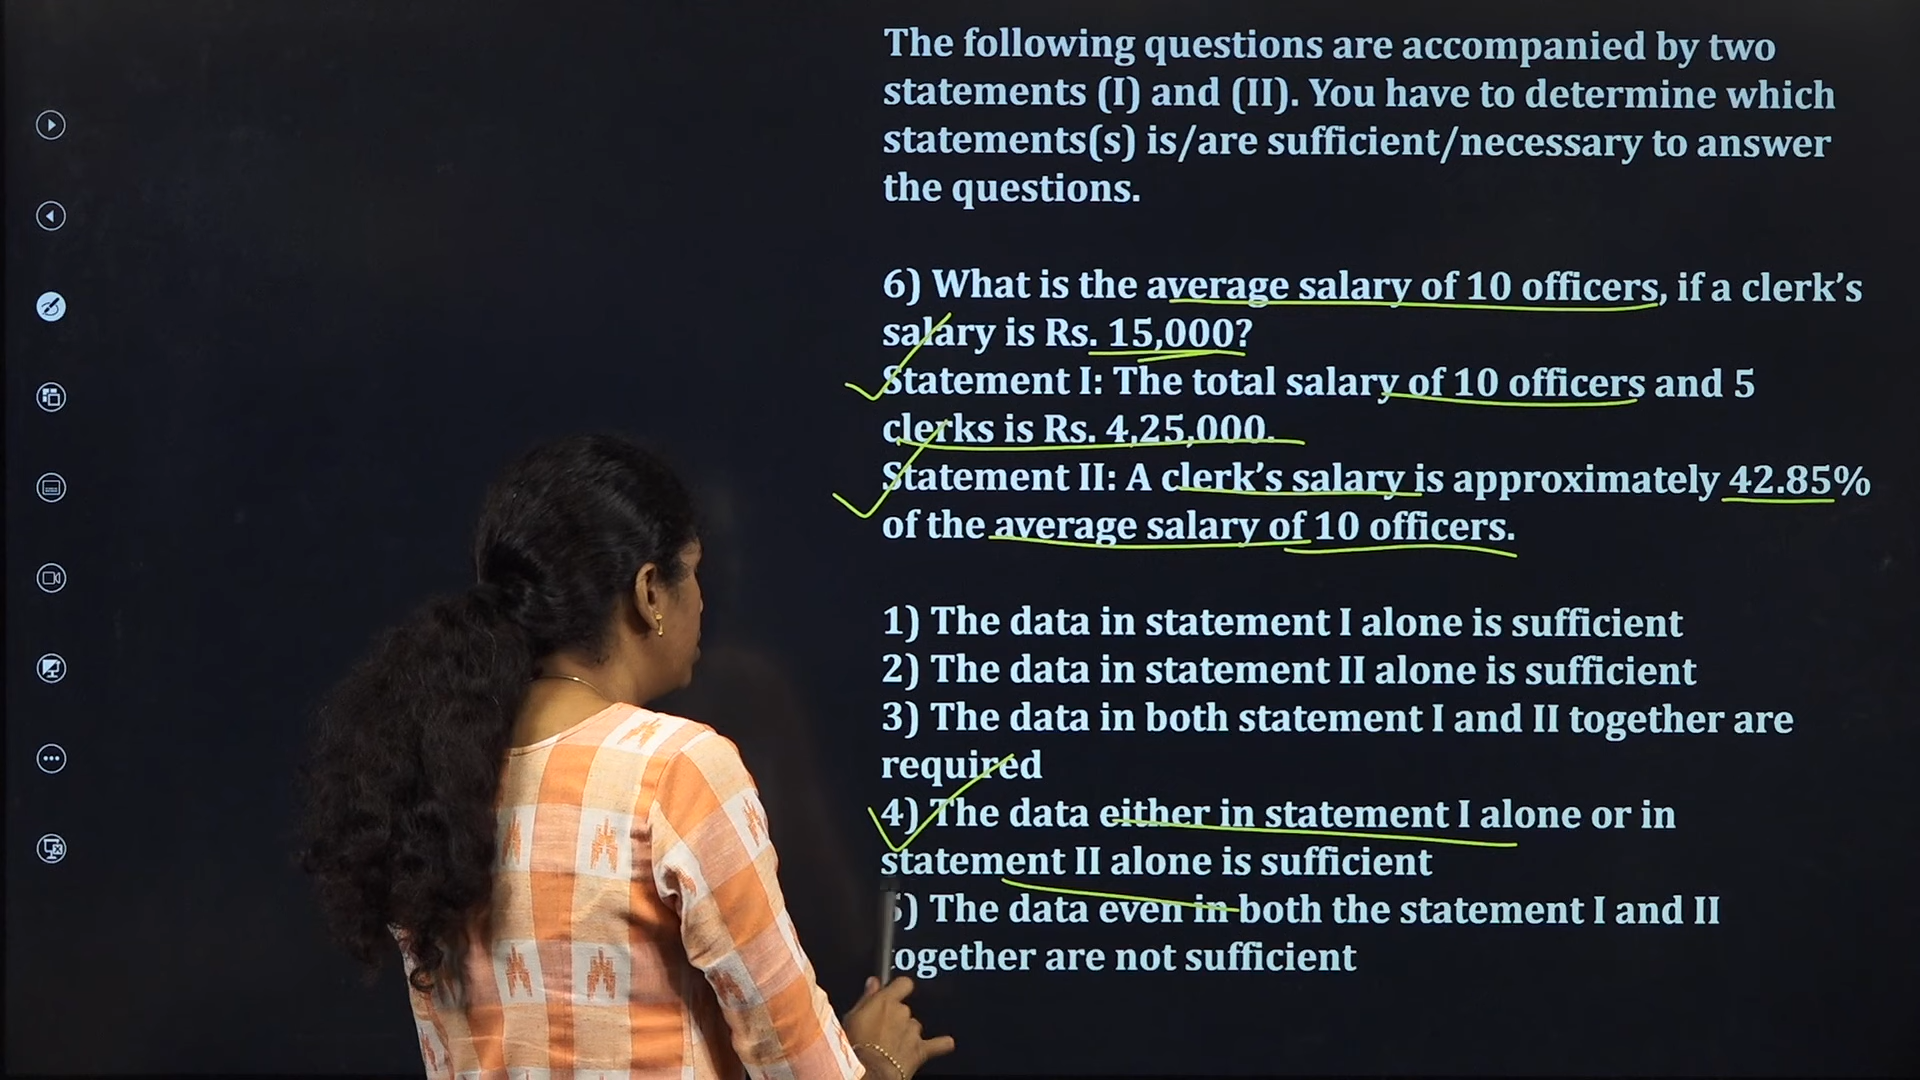 The following questions are accompanied by two
statements (I) and (II). You have to determine which
statements(s) is/are sufficient/necessary to answer
the questions.
6) What is the average salary of 10 officers, if a clerk's
salary is Rs. 15,000?
Statement I: The total salary of 10 officers and 5
clerks is Rs. 4,25,000.
Statement II: A clerk's salary is approximately 42.85%
of the average salary of 10 officers.
1) The data in statement I alone is sufficient
2) The data in statement II alone is sufficient
3) The data in both statement I and II together are
required
4) The data either in statement I alone or in
statement II alone is sufficient
5) The data even in both the statement I and II
together are not sufficient